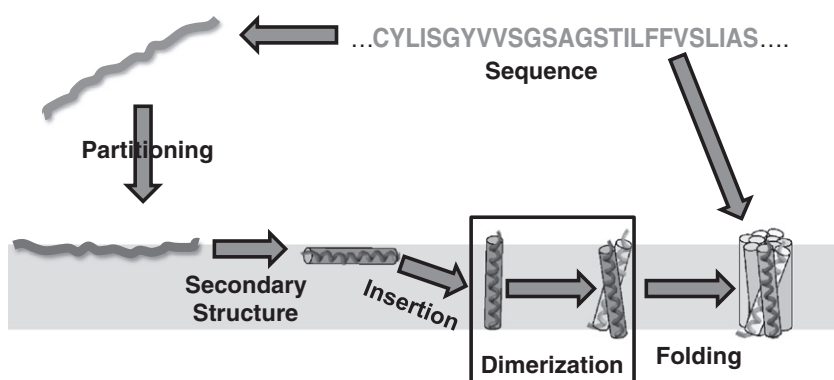 ...CYLISGYVVSGSAGSTILFFVSLIAS....
Sequence
Partitioning
Secondary
Structure
Insertion
Dimerization
Folding